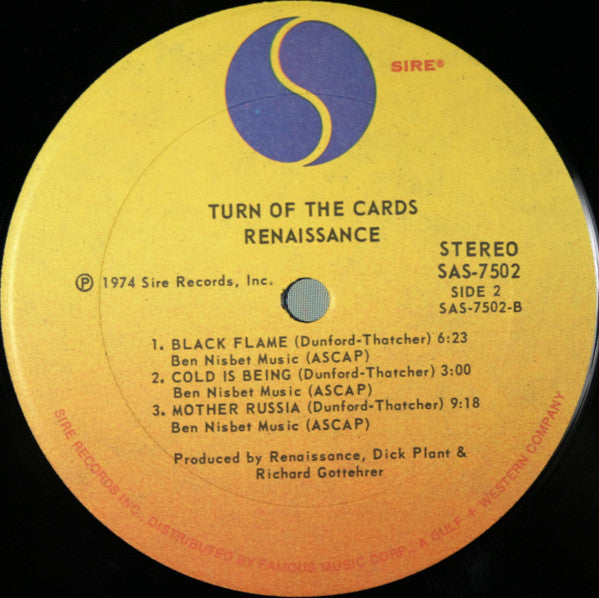 SIRE®
TURN OF THE CARDS
RENAISSANCE
STEREO
SAS-7502
SIDE 2
SAS-7502-B
℗ 1974 Sire Records, Inc.
1. BLACK FLAME (Dunford-Thatcher) 6:23
Ben Nisbet Music (ASCAP)
2. COLD IS BEING (Dunford-Thatcher) 3:00
Ben Nisbet Music (ASCAP)
3. MOTHER RUSSIA (Dunford-Thatcher) 9:18
Ben Nisbet Music (ASCAP)
Produced by Renaissance, Dick Plant &
Richard Gottehrer
SIRE RECORDS INC., DISTRIBUTED BY FAMOUS MUSIC CORP., A GULF + WESTERN COMPANY